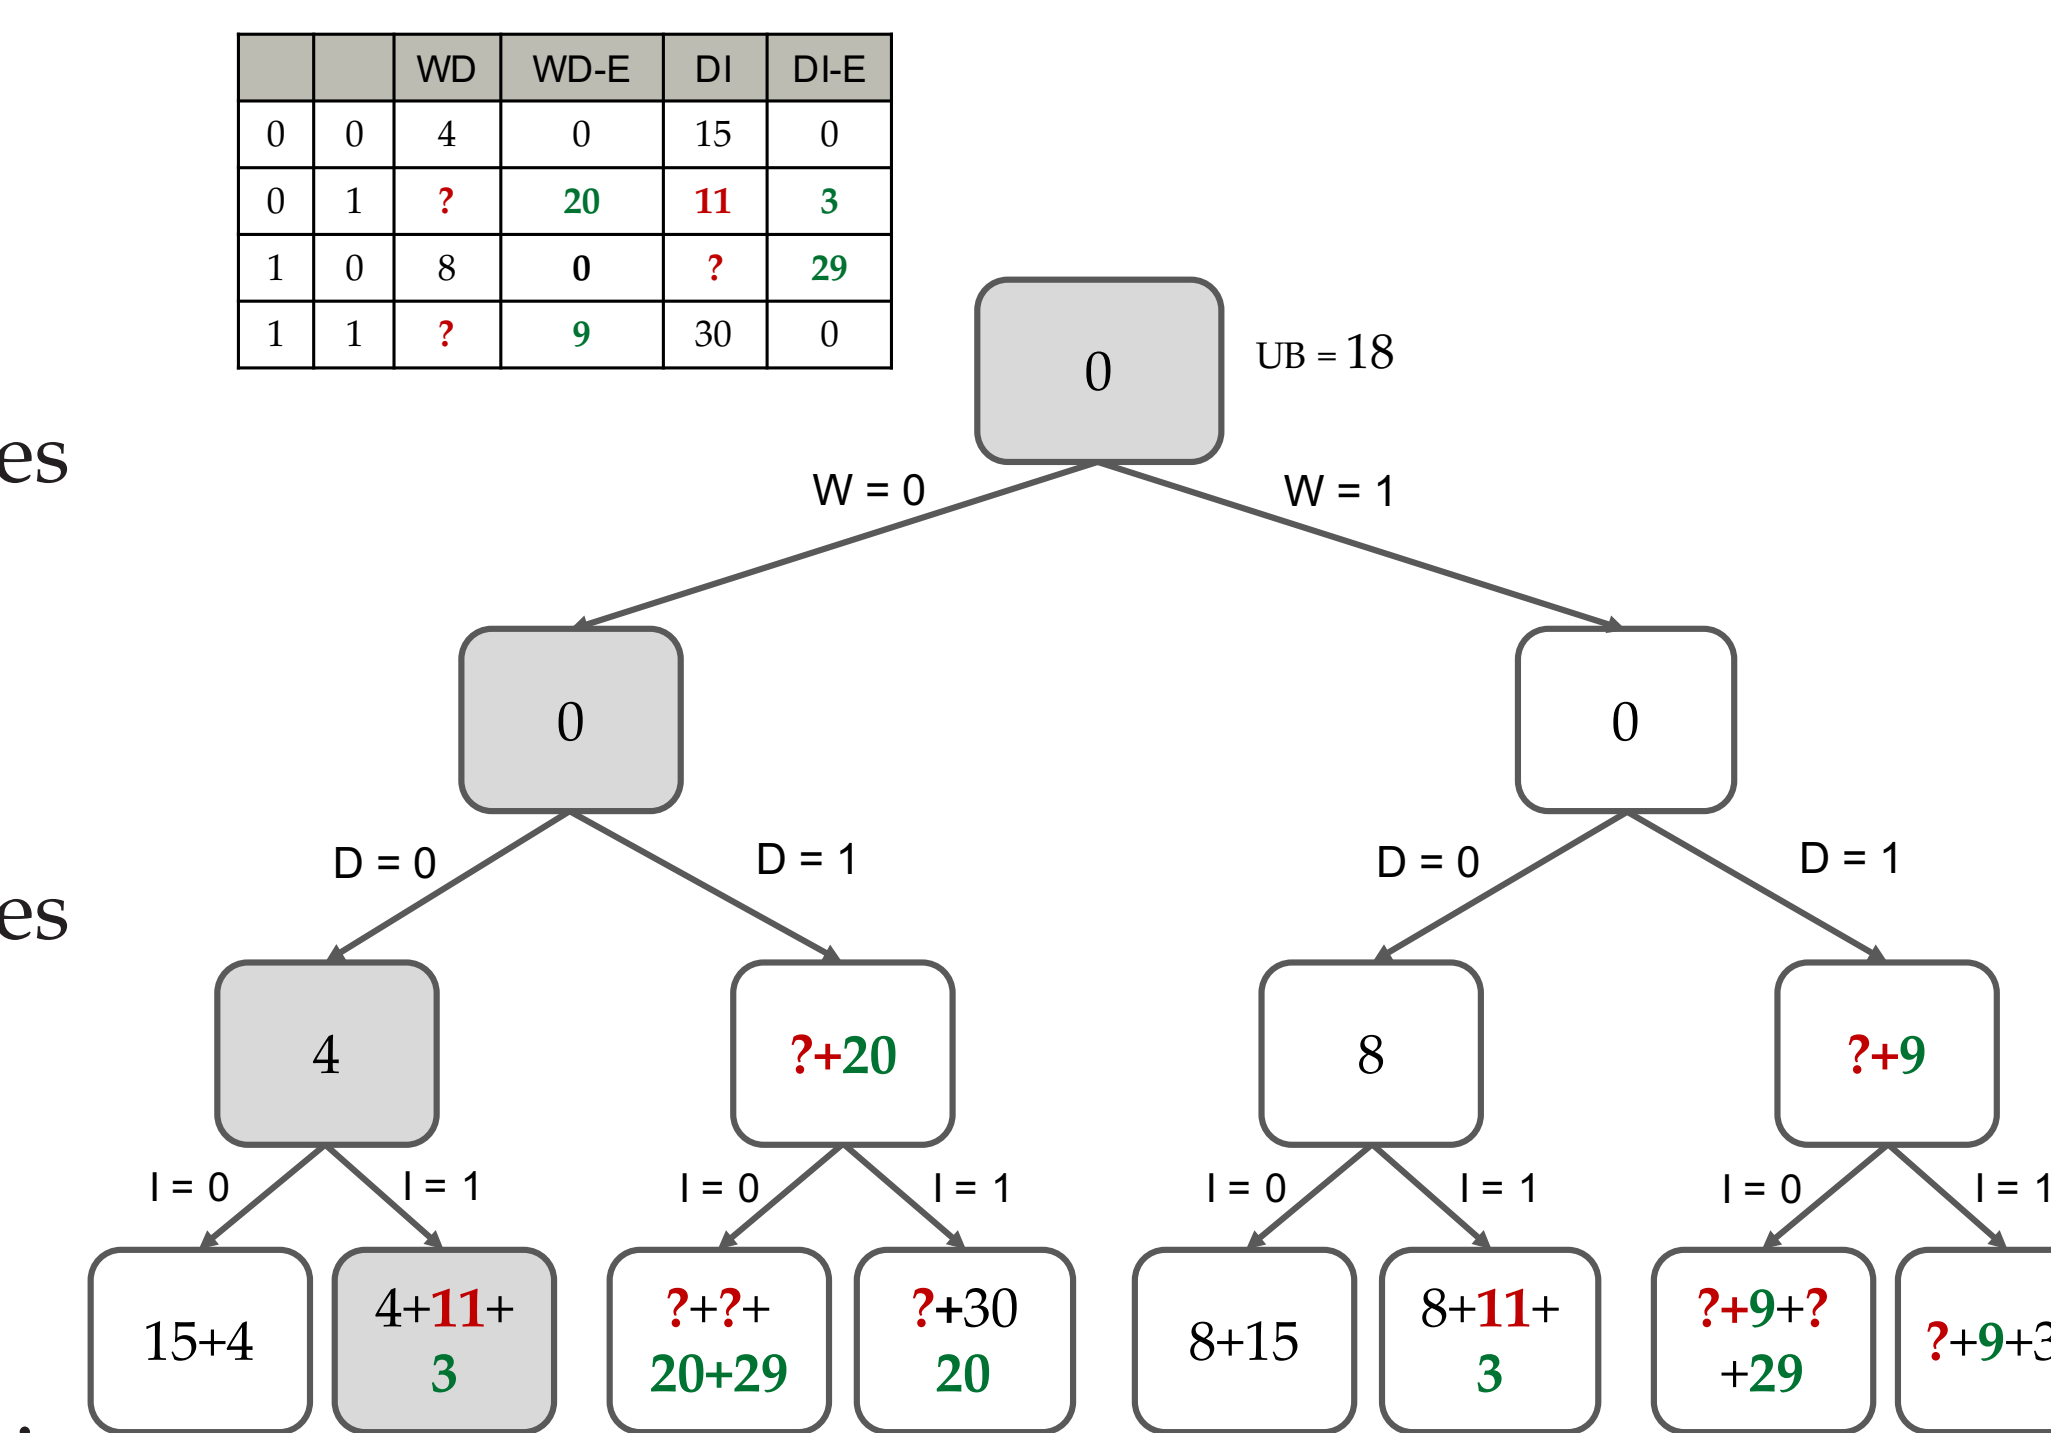 WD WD-E DI DI-E
0 0 4 0 15 0
0 1 ? 20 11 3
1 0 8 0 ? 29
1 1 ? 9 30 0
0
UB = 18
es
W = 0 W = 1
0 0
D = 0 D = 1 D = 0 D = 1
es
4 ?+20 8 ?+9
I = 0 I = 1 I = 0 I = 1 I = 0 I = 1 I = 0 I = 1
15+4
4+11+
3
?+?+
20+29
?+30
20
8+15
8+11+
3
?+9+?
+29
?+9+3